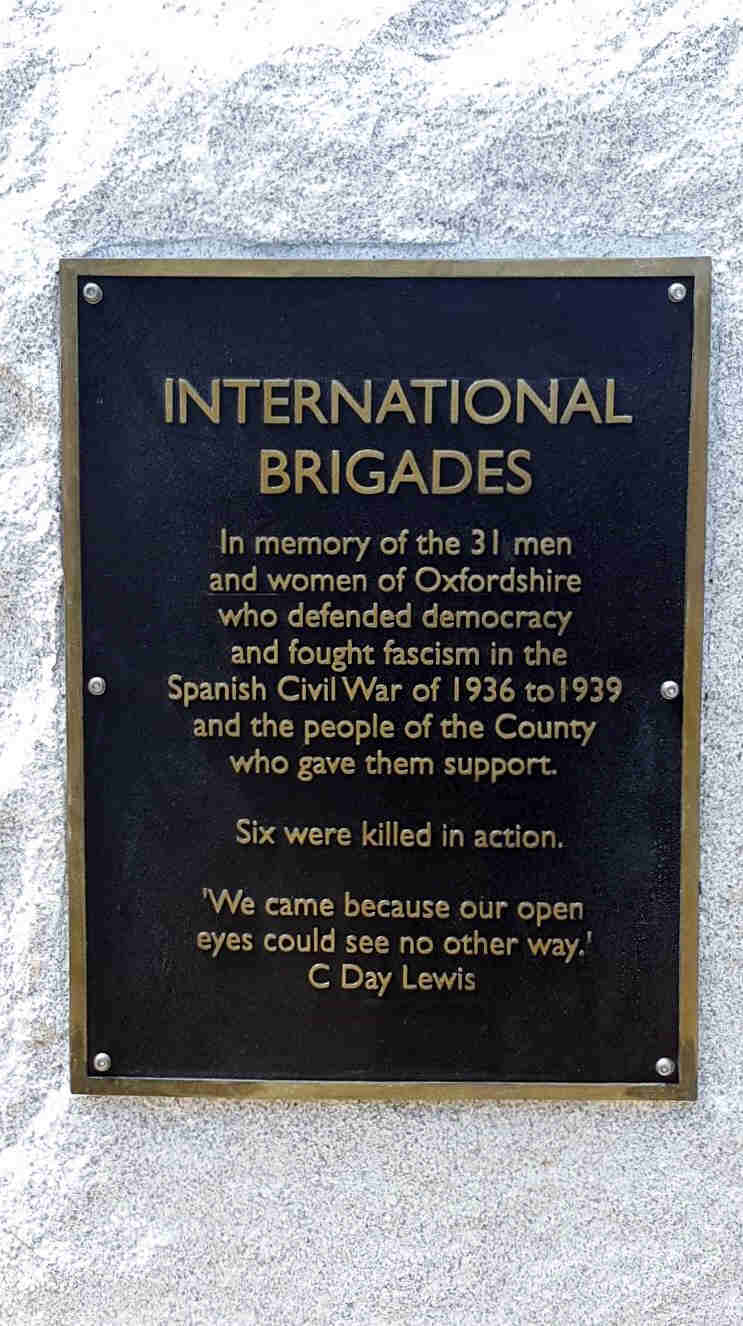 INTERNATIONAL
BRIGADES
In memory of the 31 men
and women of Oxfordshire
who defended democracy
and fought fascism in the
Spanish Civil War of 1936 to1939
and the people of the County
who gave them support.
Six were killed in action.
'We came because our open
eyes could see no other way.'
C Day Lewis